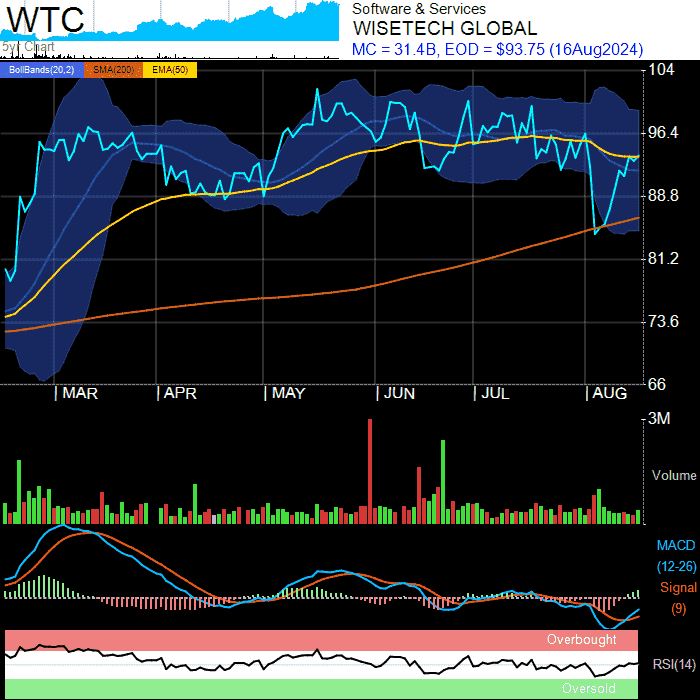 WTC
5yr Chart
Software & Services
WISETECH GLOBAL
MC = 31.4B, EOD = $93.75 (16Aug2024)
BollBands(20,2) SMA(200) EMA(50)
104
96.4
88.8
81.2
73.6
66
MAR APR MAY JUN JUL AUG
3M
Volume
MACD
(12-26)
Signal
(9)
Overbought
RSI(14)
Oversold